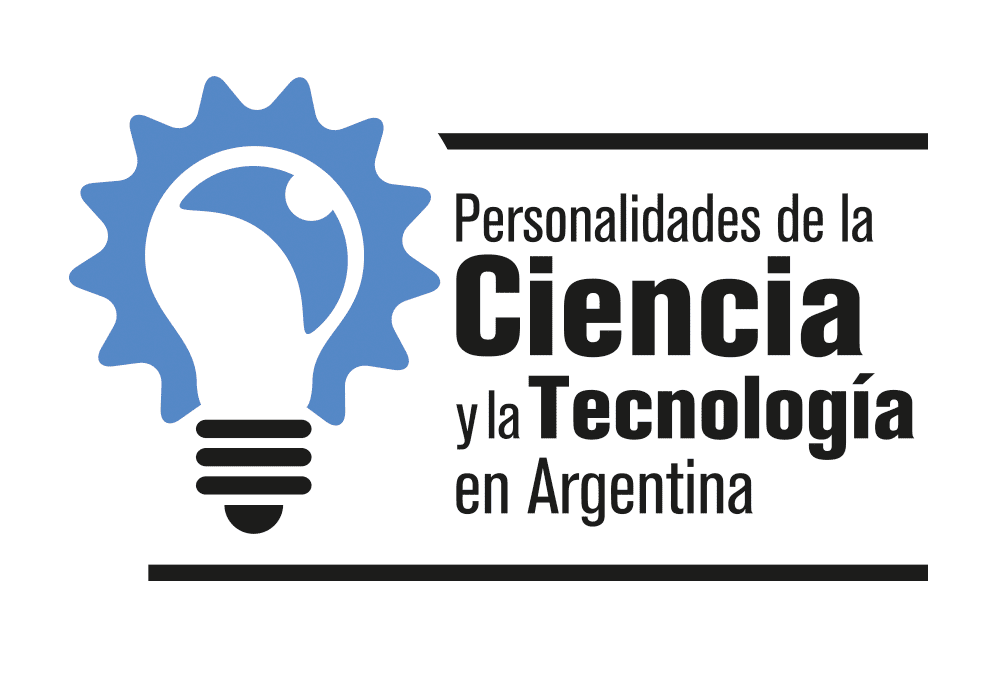 Personalidades de la
Ciencia
y la Tecnología
en Argentina